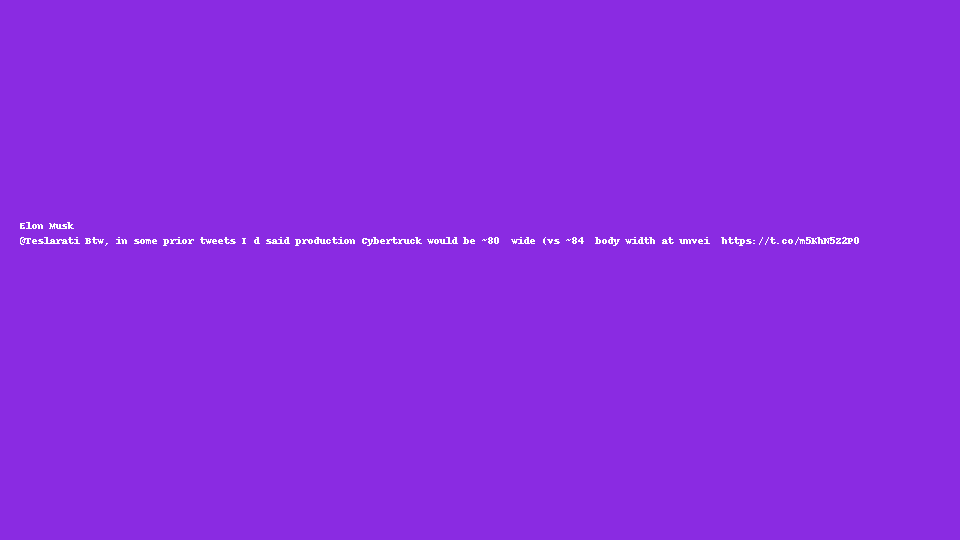 Elon Musk
@Teslarati Btw, in some prior tweets I d said production Cybertruck would be ~80  wide (vs ~84  body width at unvei  https://t.co/m5KhN5Z2PO